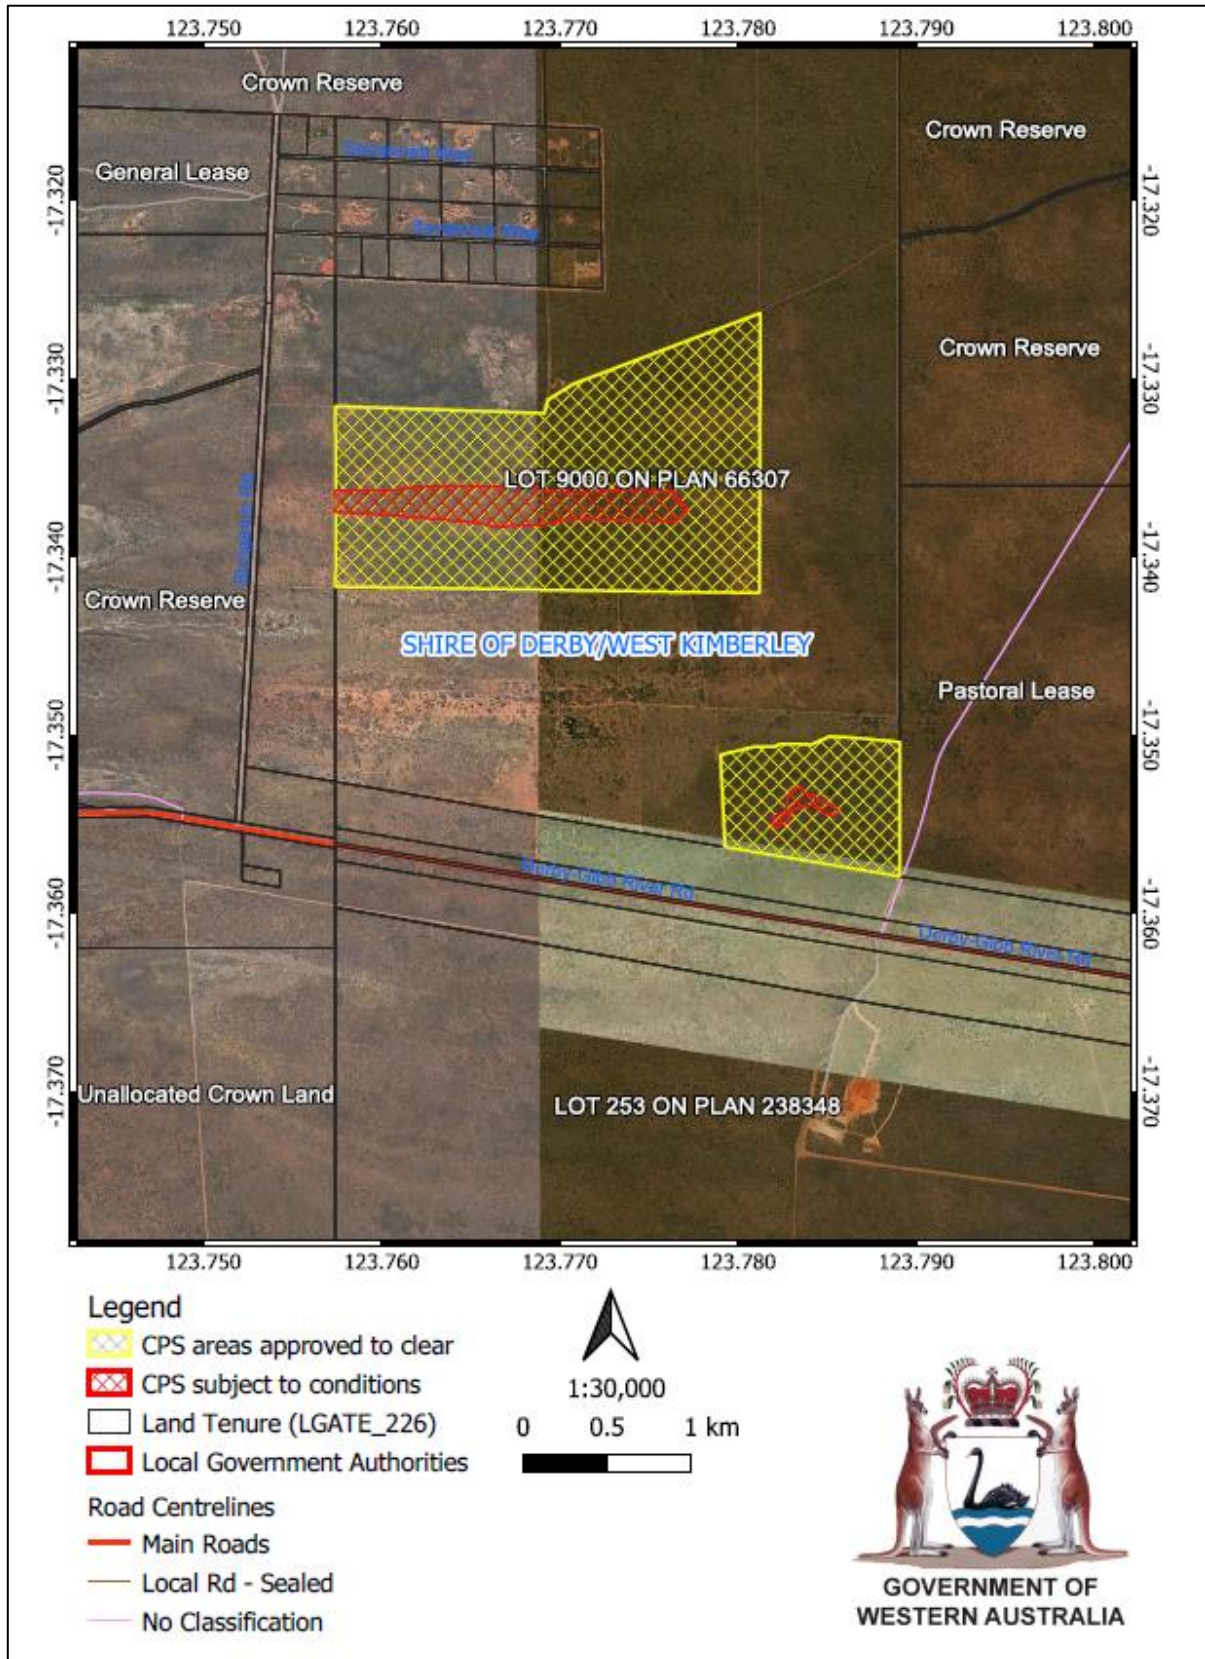 123.750 123.760 123.770 123.780 123.790 123.800
Crown Reserve
Crown Reserve
General Lease
-17.320
-17.320
Crown Reserve
-17.330
-17.330
LOT 9000 ON PLAN 66307
-17.340
-17.340
Crown Reserve
SHIRE OF DERBY/WEST KIMBERLEY
Pastoral Lease
-17.350
-17.350
Derby-Gibb River Rd
Derby-Gibb River Rd
-17.360
-17.360
-17.370
-17.370
Unallocated Crown Land
LOT 253 ON PLAN 238348
123.750 123.760 123.770 123.780 123.790 123.800
Legend
CPS areas approved to clear
CPS subject to conditions
Land Tenure (LGATE_226)
Local Government Authorities
Road Centrelines
Main Roads
Local Rd - Sealed
No Classification
1:30,000
0 0.5 1 km
GOVERNMENT OF
WESTERN AUSTRALIA